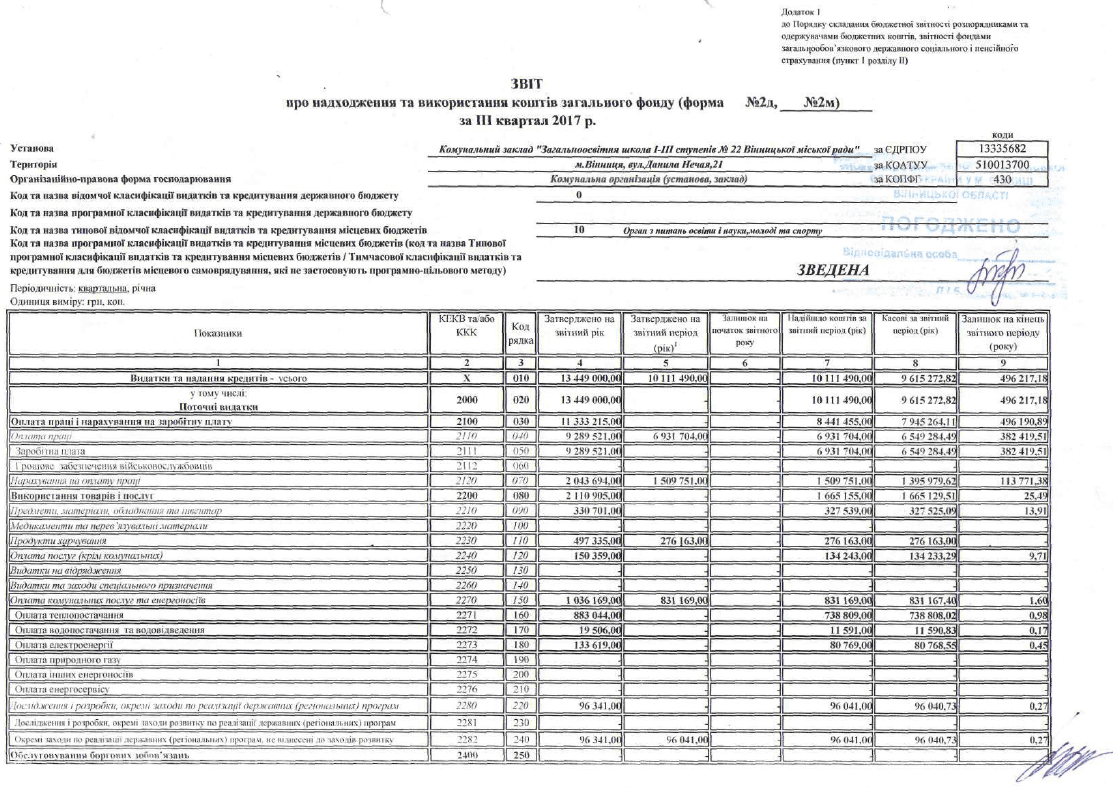 Додаток 1
до Порядку складання бюджетної звітності розпорядниками та
одержувачами бюджетних коштів, звітності фондами
загальнообов'язкового державного соціального і пенсійного
страхування (пункт 1 розділу II)
ЗВІТ
про надходження та використання коштів загального фонду (форма №2д, №2м)
за III квартал 2017 р.
коди
Установа Комунальний заклад "Загальноосвітня школа I-III ступенів № 22 Вінницької міської ради" за ЄДРПОУ 13335682
Територія м.Вінниця, вул.Данила Нечая,21 за КОАТУУ 510013700
Організаційно-правова форма господарювання Комунальна організація (установа, заклад) за КОПФГ 430
Код та назва відомчої класифікації видатків та кредитування державного бюджету 0
ВІННИЦЬКОЇ ОБЛАСТІ
Код та назва програмної класифікації видатків та кредитування державного бюджету
ПОГОДЖЕНО
Код та назва типової відомчої класифікації видатків та кредитування місцевих бюджетів 10 Орган з питань освіти і науки,молоді та спорту
Код та назва програмної класифікації видатків та кредитування місцевих бюджетів (код та назва Типової
програмної класифікації видатків та кредитування місцевих бюджетів / Тимчасової класифікації видатків та
кредитування для бюджетів місцевого самоврядування, які не застосовують програмно-цільового методу)
Відповідальна особа
ЗВЕДЕНА
П.І.Б.
Періодичність: квартальна, річна
Одиниця виміру: грн, коп.
Показники КЕКВ та/або ККК Код рядка Затверджено на звітний рік Затверджено на звітний період (рік)1 Залишок на початок звітного року Надійшло коштів за звітний період (рік) Касові за звітний період (рік) Залишок на кінець звітного періоду (року)
1 2 3 4 5 6 7 8 9
Видатки та надання кредитів - усього X 010 13 449 000,00 10 111 490,00 - 10 111 490,00 9 615 272,82 496 217,18
у тому числі:
Поточні видатки 2000 020 13 449 000,00 - - 10 111 490,00 9 615 272,82 496 217,18
Оплата праці і нарахування на заробітну плату 2100 030 11 333 215,00 - - 8 441 455,00 7 945 264,11 496 190,89
Оплата праці 2110 040 9 289 521,00 6 931 704,00 - 6 931 704,00 6 549 284,49 382 419,51
Заробітна плата 2111 050 9 289 521,00 - - 6 931 704,00 6 549 284,49 382 419,51
Грошове забезпечення військовослужбовців 2112 060 - - - - - -
Нарахування на оплату праці 2120 070 2 043 694,00 1 509 751,00 - 1 509 751,00 1 395 979,62 113 771,38
Використання товарів і послуг 2200 080 2 110 905,00 - - 1 665 155,00 1 665 129,51 25,49
Предмети, матеріали, обладнання та інвентар 2210 090 330 701,00 - - 327 539,00 327 525,09 13,91
Медикаменти та перев'язувальні матеріали 2220 100 - - - - - -
Продукти харчування 2230 110 497 335,00 276 163,00 - 276 163,00 276 163,00 -
Оплата послуг (крім комунальних) 2240 120 150 359,00 - - 134 243,00 134 233,29 9,71
Видатки на відрядження 2250 130 - - - - - -
Видатки та заходи спеціального призначення 2260 140 - - - - - -
Оплата комунальних послуг та енергоносіїв 2270 150 1 036 169,00 831 169,00 - 831 169,00 831 167,40 1,60
Оплата теплопостачання 2271 160 883 044,00 - - 738 809,00 738 808,02 0,98
Оплата водопостачання та водовідведення 2272 170 19 506,00 - - 11 591,00 11 590,83 0,17
Оплата електроенергії 2273 180 133 619,00 - - 80 769,00 80 768,55 0,45
Оплата природного газу 2274 190 - - - - - -
Оплата інших енергоносіїв 2275 200 - - - - - -
Оплата енергосервісу 2276 210 - - - - - -
Дослідження і розробки, окремі заходи по реалізації державних (регіональних) програм 2280 220 96 341,00 - - 96 041,00 96 040,73 0,27
Дослідження і розробки, окремі заходи розвитку по реалізації державних (регіональних) програм 2281 230 - - - - - -
Окремі заходи по реалізації державних (регіональних) програм, не віднесені до заходів розвитку 2282 240 96 341,00 96 041,00 - 96 041,00 96 040,73 0,27
Обслуговування боргових зобов'язань 2400 250 - - - - - -